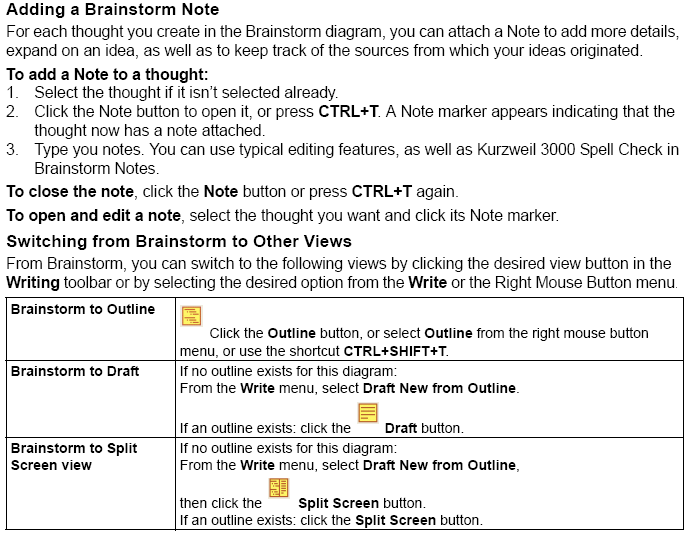 Adding a Brainstorm Note
For each thought you create in the Brainstorm diagram, you can attach a Note to add more details,
expand on an idea, as well as to keep track of the sources from which your ideas originated.
To add a Note to a thought:
1. Select the thought if it isn't selected already.
2. Click the Note button to open it, or press CTRL+T. A Note marker appears indicating that the
thought now has a note attached.
3. Type you notes. You can use typical editing features, as well as Kurzweil 3000 Spell Check in
Brainstorm Notes.
To close the note, click the Note button or press CTRL+T again.
To open and edit a note, select the thought you want and click its Note marker.
Switching from Brainstorm to Other Views
From Brainstorm, you can switch to the following views by clicking the desired view button in the
Writing toolbar or by selecting the desired option from the Write or the Right Mouse Button menu.
Brainstorm to Outline
Click the Outline button, or select Outline from the right mouse button
menu, or use the shortcut CTRL+SHIFT+T.
Brainstorm to Draft
If no outline exists for this diagram:
From the Write menu, select Draft New from Outline.
If an outline exists: click the Draft button.
Brainstorm to Split
Screen view
If no outline exists for this diagram:
From the Write menu, select Draft New from Outline,
then click the Split Screen button.
If an outline exists: click the Split Screen button.